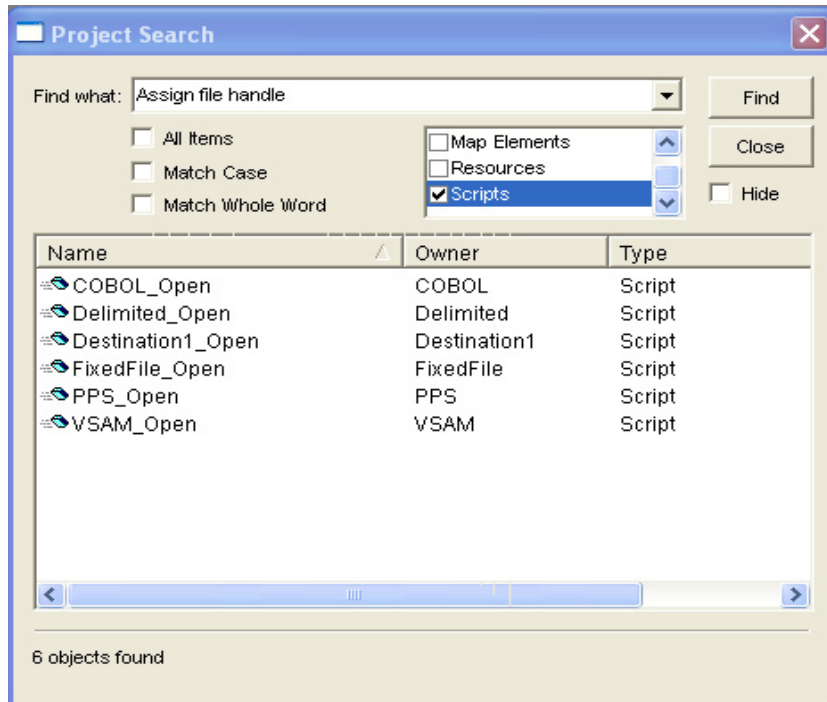 Project Search
Find what: Assign file handle Find
All Items Map Elements Close
Match Case Resources
Match Whole Word Scripts Hide
Name Owner Type
COBOL_Open COBOL Script
Delimited_Open Delimited Script
Destination1_Open Destination1 Script
FixedFile_Open FixedFile Script
PPS_Open PPS Script
VSAM_Open VSAM Script
6 objects found